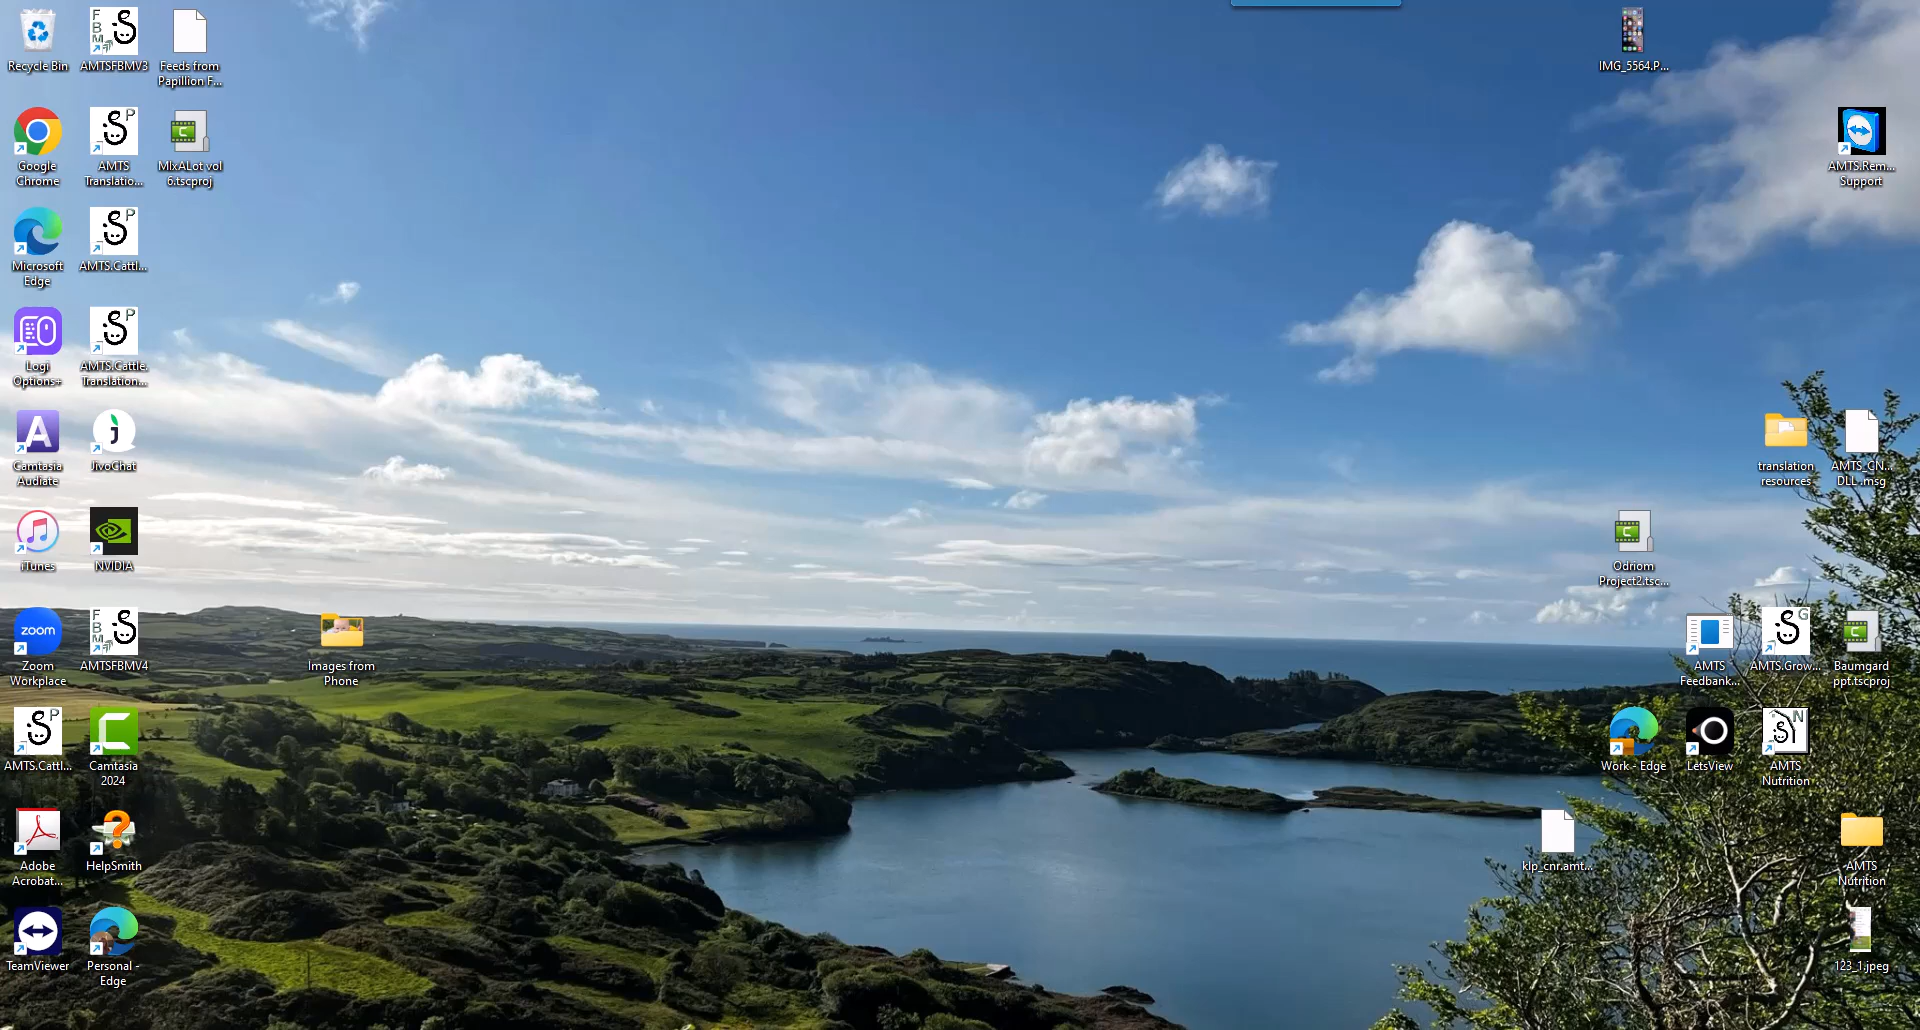 Recycle Bin
AMTSFBMV3
Feeds from
Papillion F...
Google
Chrome
AMTS
Translatio...
MIxALot vol
6.tscproj
Microsoft
Edge
AMTS.Cattl...
Logi
Options+
AMTS.Cattle.
Translation...
Camtasia
Audiate
JivoChat
iTunes
NVIDIA
zoom
Zoom
Workplace
AMTSFBMV4
Images from
Phone
AMTS.Cattl...
Camtasia
2024
Adobe
Acrobat...
HelpSmith
TeamViewer
Personal -
Edge
IMG_5564.P...
AMTS.Rem...
Support
translation
resources
AMTS_CN...
DLL .msg
Odriom
Project2.tsc...
AMTS
Feedbank...
AMTS.Grow...
Baumgard
ppt.tscproj
Work - Edge
LetsView
AMTS
Nutrition
klp_cnr.amt...
AMTS
Nutrition
123_1.jpeg